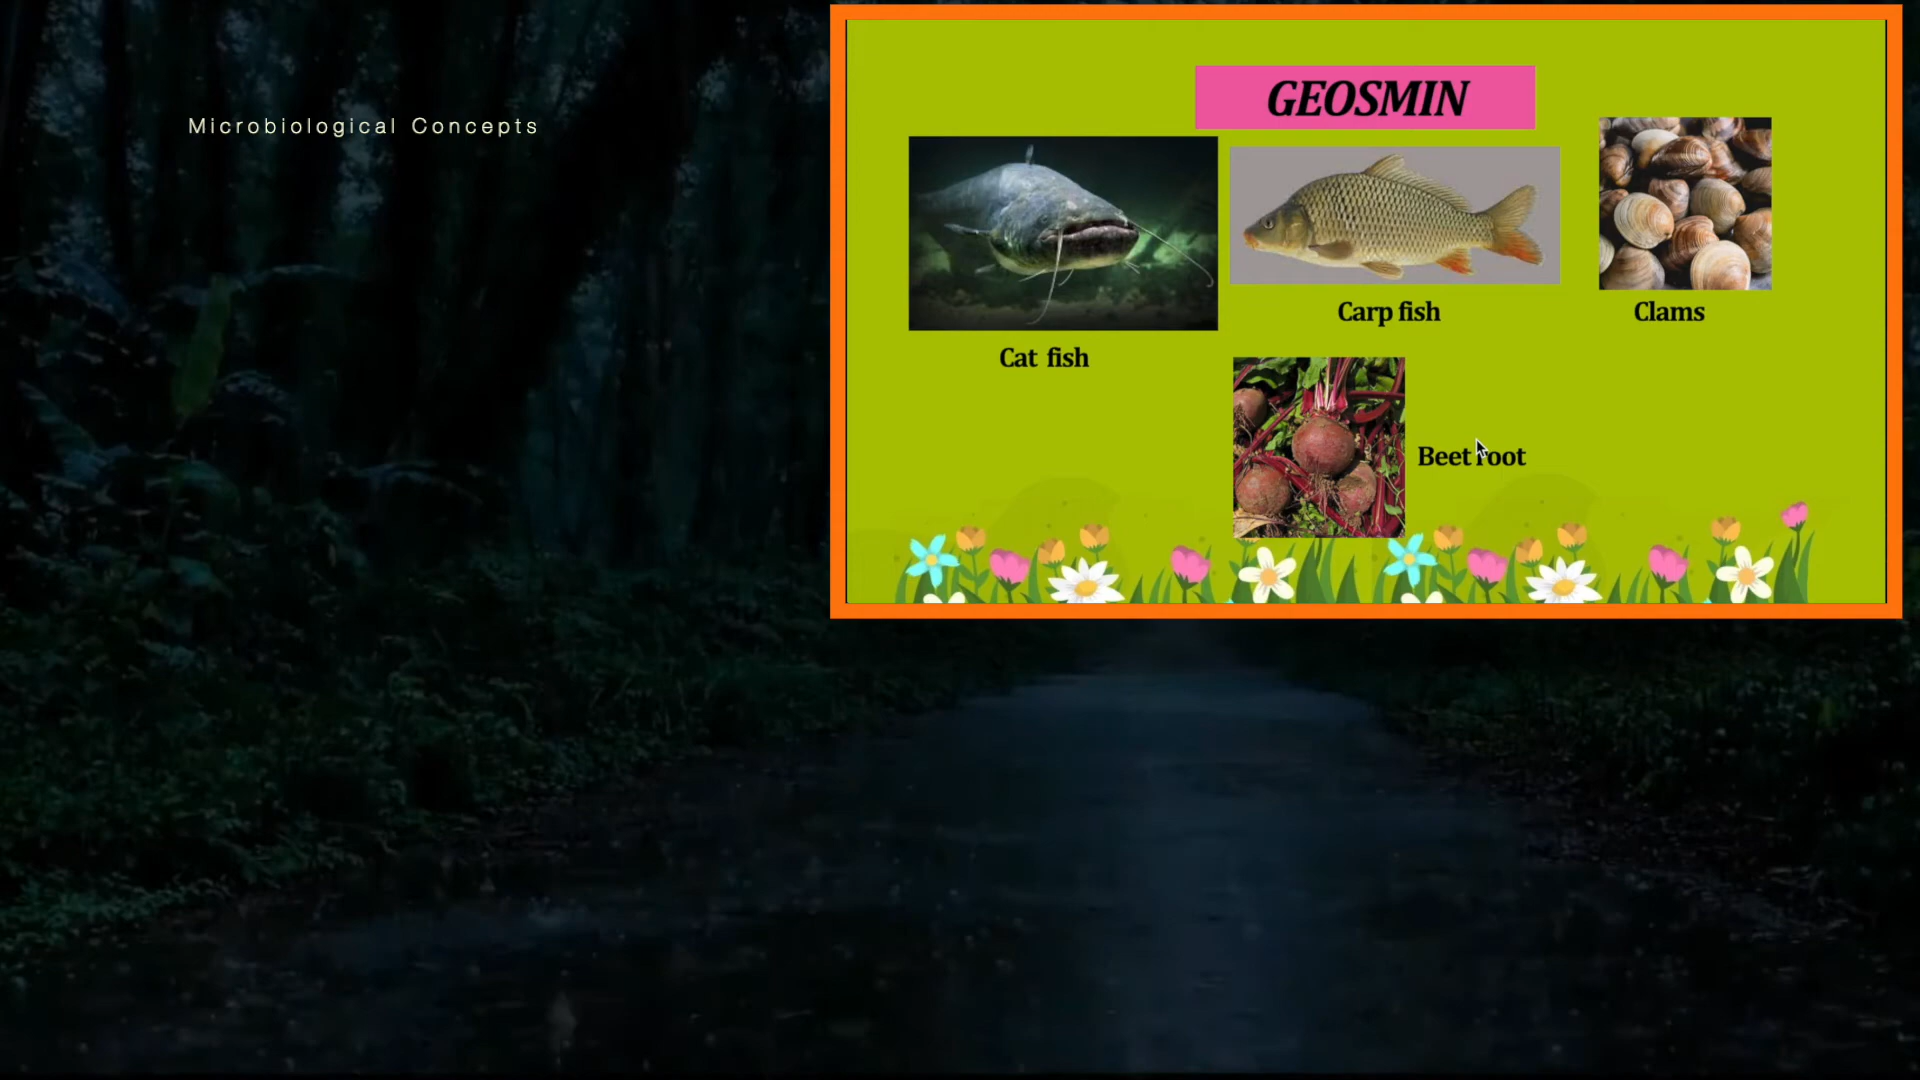 Microbiological Concepts
GEOSMIN
Carp fish
Clams
Cat fish
Beet root